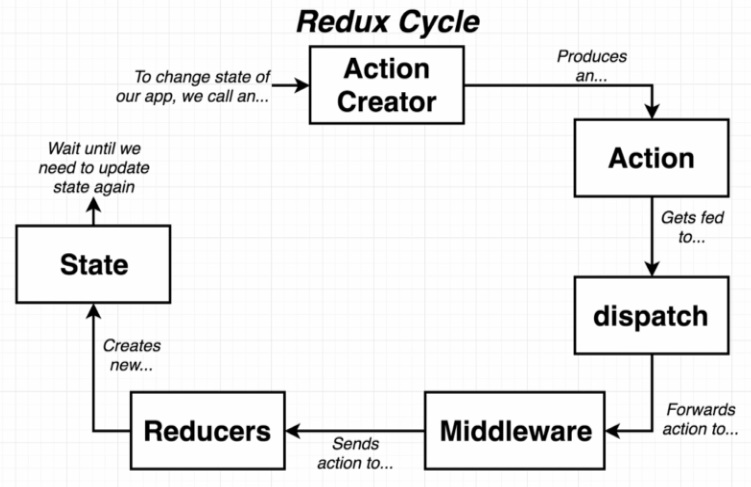 Redux Cycle
To change state of
our app, we call an...
Action
Creator
Produces
an...
Action
Gets fed
to...
dispatch
Forwards
action to...
Middleware
Sends
action to...
Reducers
Creates
new...
State
Wait until we
need to update
state again